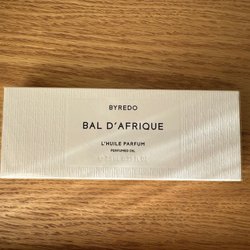 BYREDO
BAL D'AFRIQUE
L'HUILE PARFUM
PERFUMED OIL